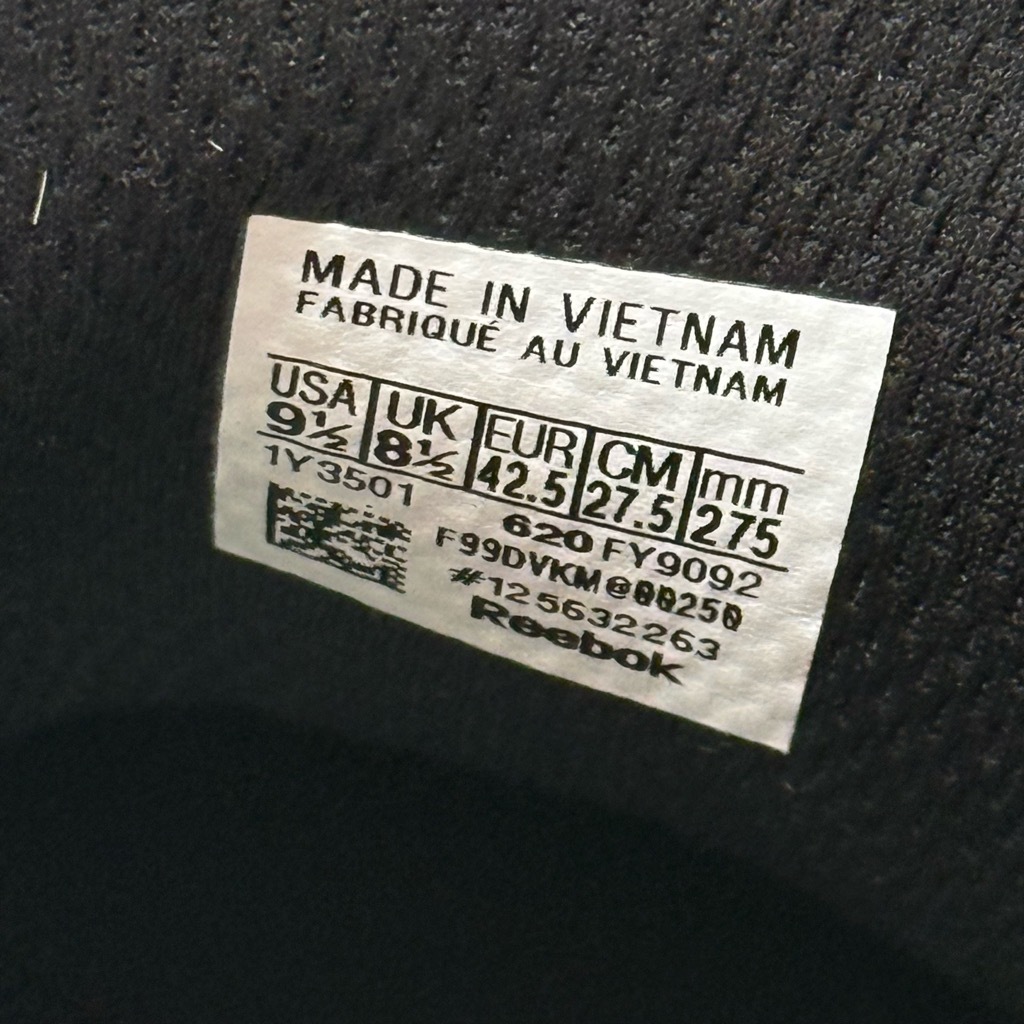 MADE IN VIETNAM
FABRIQUÉ AU VIETNAM
USA UK EUR CM mm
9½ 8½ 42.5 27.5 275
1Y3501
620 FY9092
F99DVKM@00250
#125632263
Reebok